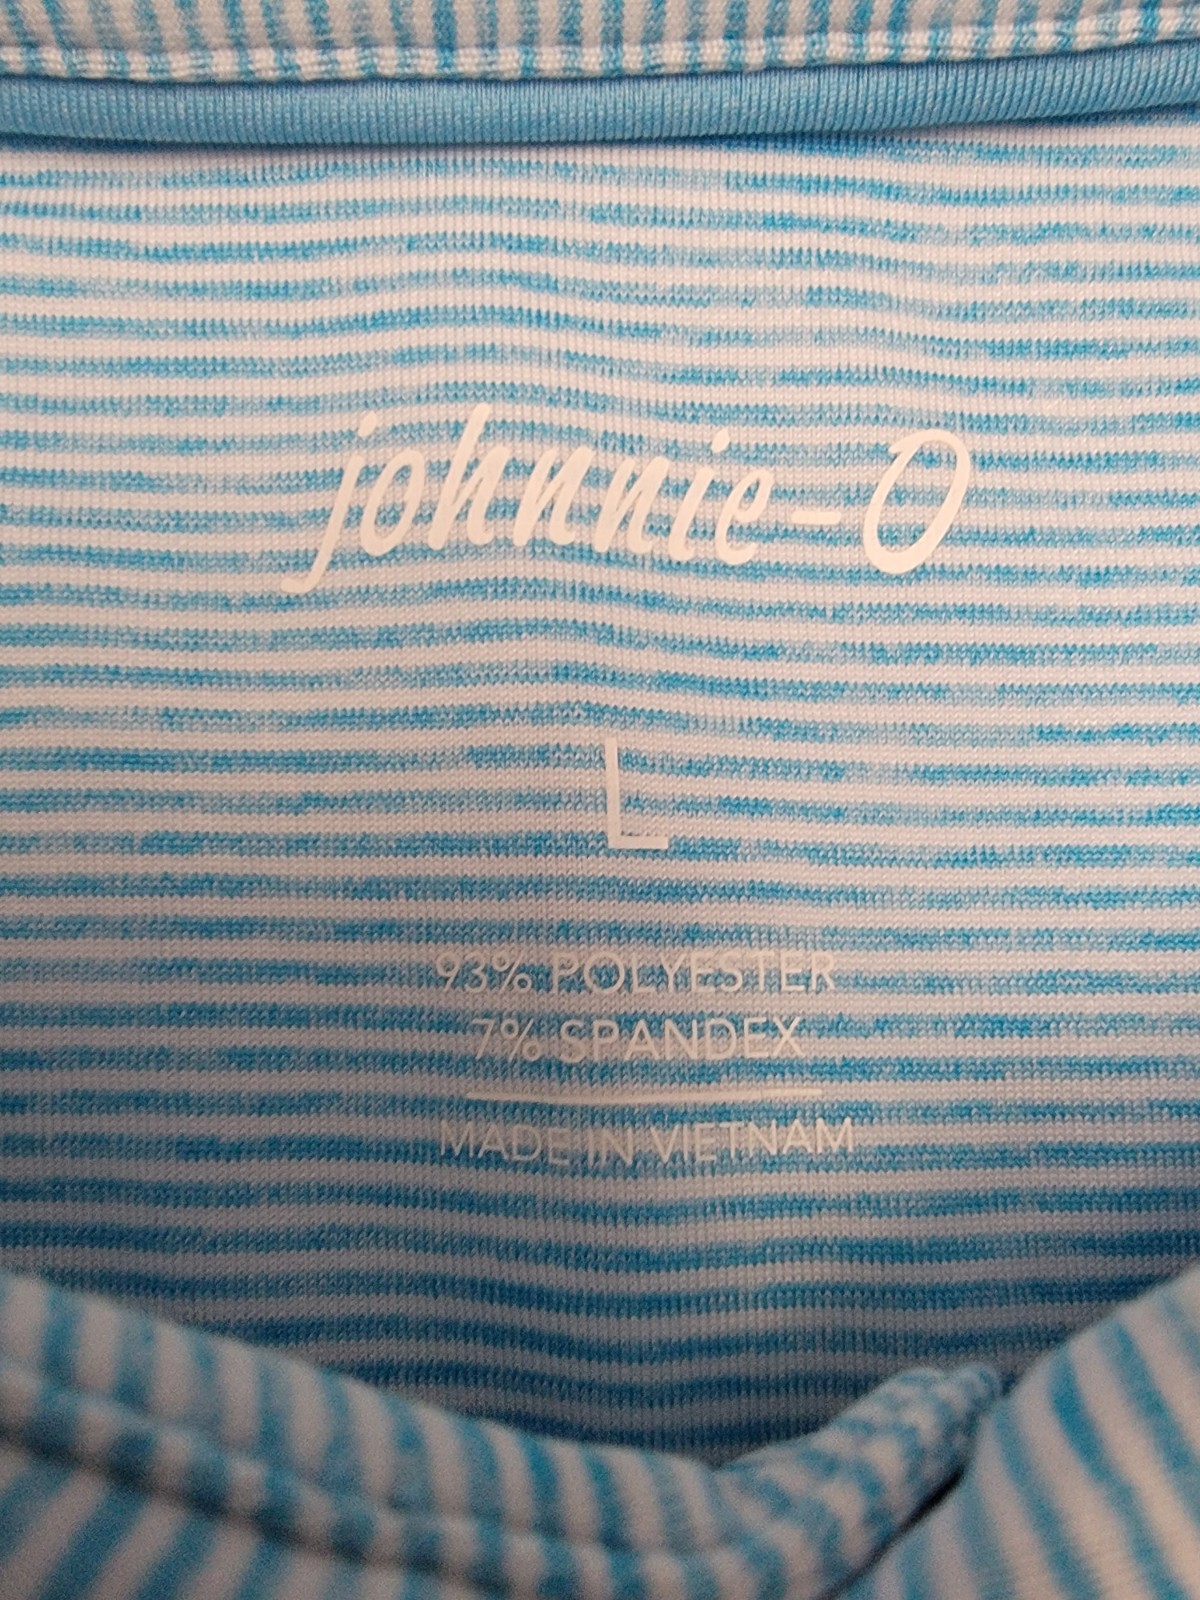 johnnie-O
L
93% POLYESTER
7% SPANDEX
MADE IN VIETNAM